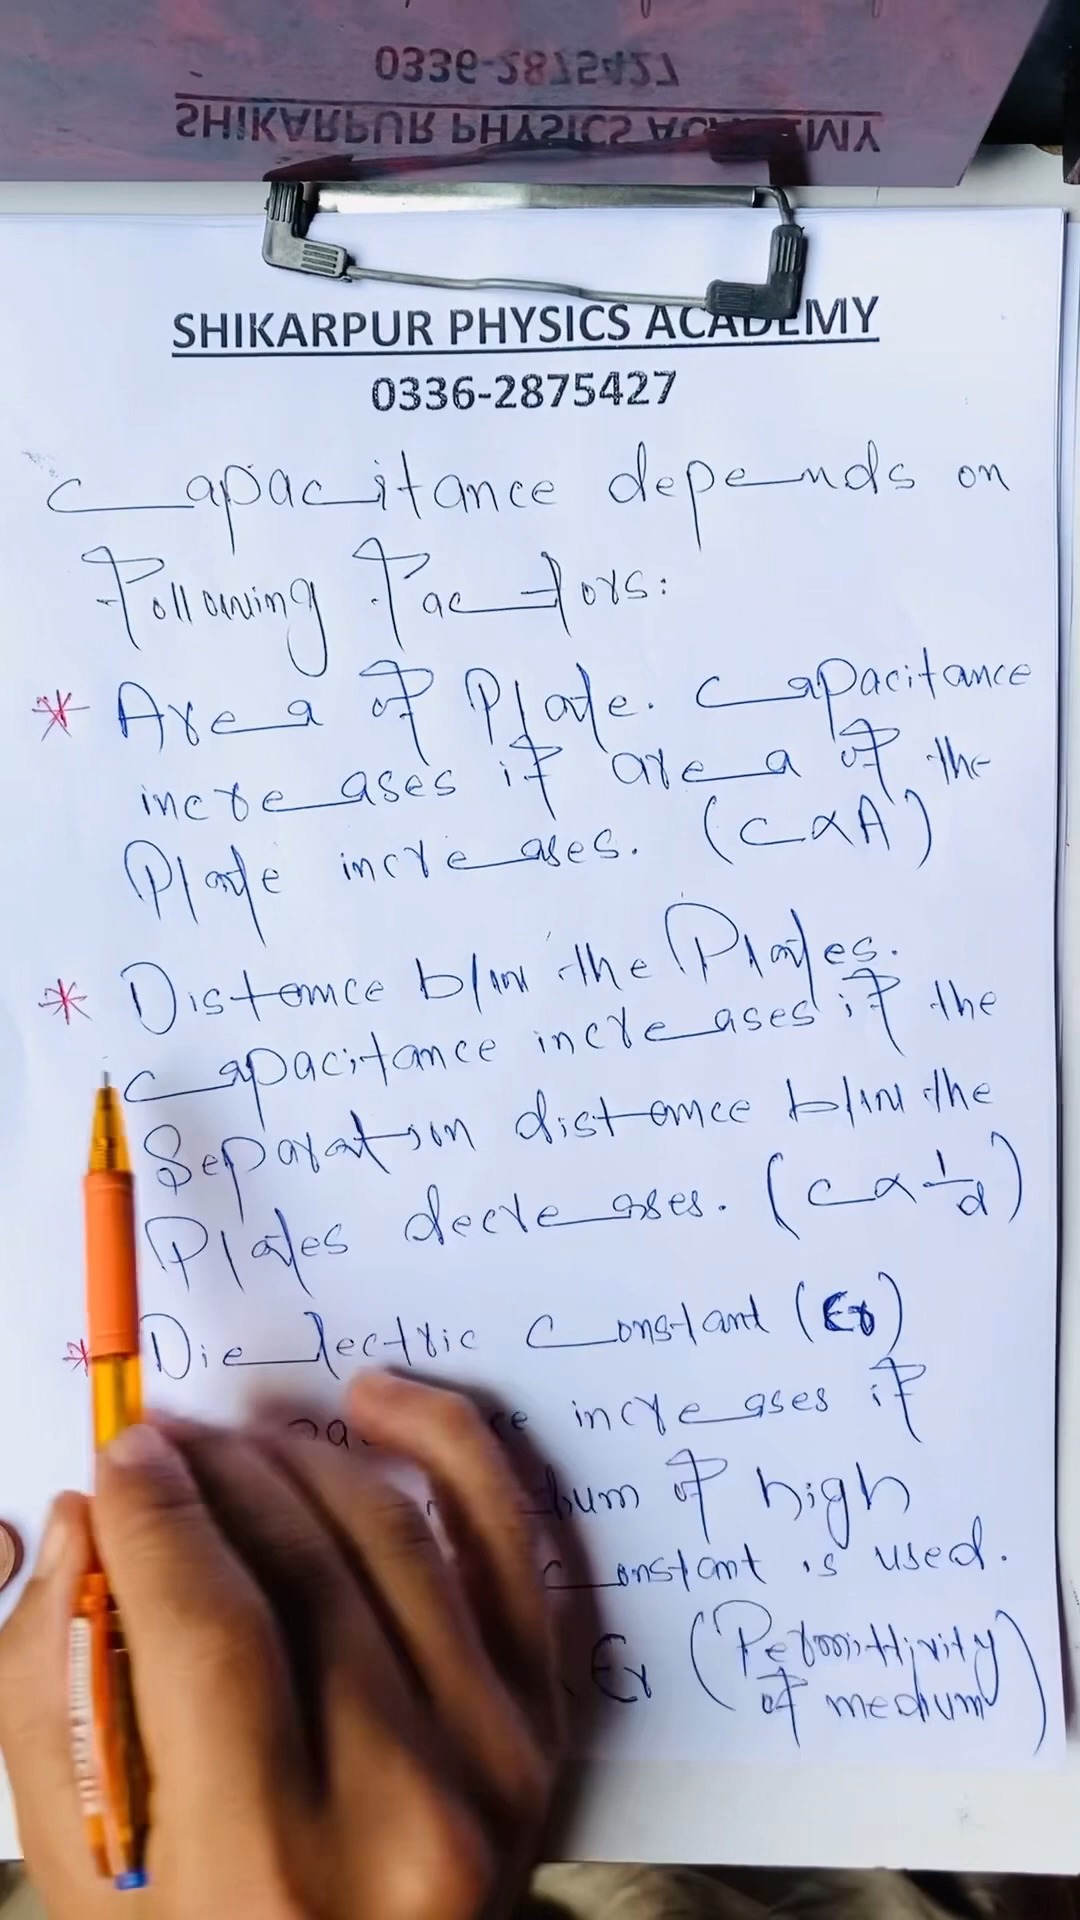 0336-2875427
SHIKARPUR PHYSICS ACADEMY
SHIKARPUR PHYSICS ACADEMY
0336-2875427
Capacitance depends on
Following Factors:
* Area of Plate. Capacitance
increases if area of the
Plate increases. (C∝A)
* Distance b/w the Plates.
Capacitance increases if the
Separation distance b/w the
Plates decreases. (C∝1/d)
* Dielectric Constant (Er)
increases if
of high
Constant is used.
Er (Permittivity
of medium)